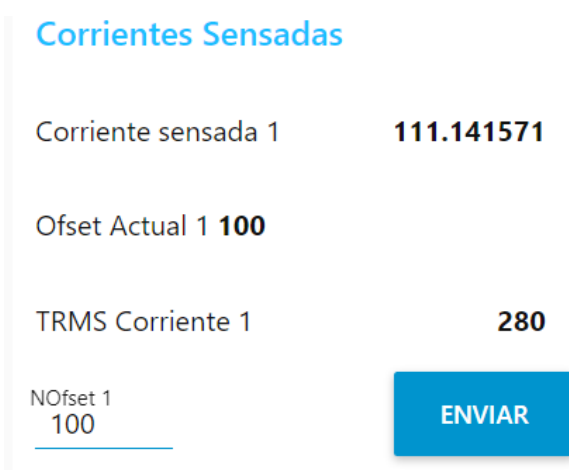 Corrientes Sensadas
Corriente sensada 1 111.141571
Ofset Actual 1 100
TRMS Corriente 1 280
NOfset 1
100
ENVIAR